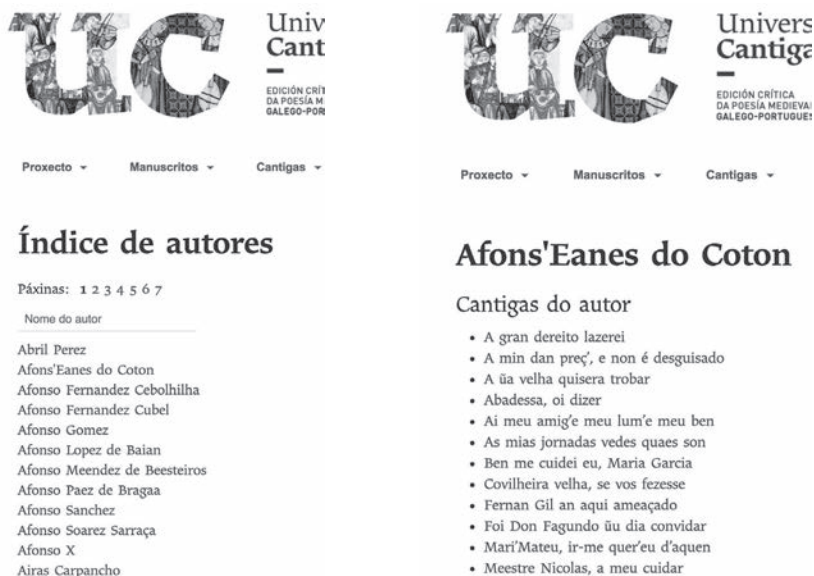 UC
Univ
Cant
EDICIÓN CRÍT
DA POESÍA M
GALEGO-POR
Proxecto
Manuscritos
Cantigas
Índice de autores
Páxinas: 1 2 3 4 5 6 7
Nome do autor
Abril Perez
Afons'Eanes do Coton
Afonso Fernandez Cebolhilha
Afonso Fernandez Cubel
Afonso Gomez
Afonso Lopez de Baian
Afonso Meendez de Beesteiros
Afonso Paez de Bragaa
Afonso Sanchez
Afonso Soarez Sarraça
Afonso X
Airas Carpancho
UC
Univers
Cantiga
EDICIÓN CRÍTICA
DA POESÍA MEDIEVA
GALEGO-PORTUGUES
Proxecto
Manuscritos
Cantigas
Afons'Eanes do Coton
Cantigas do autor
• A gran dereito lazerei
• A min dan preç', e non é desguisado
• A ũa velha quisera trobar
• Abadessa, oi dizer
• Ai meu amig'e meu lum'e meu ben
• As mias jornadas vedes quaes son
• Ben me cuidei eu, Maria Garcia
• Covilheira velha, se vos fezesse
• Fernan Gil an aqui ameaçado
• Foi Don Fagundo ũu dia convidar
• Mari'Mateu, ir-me quer'eu d'aquen
• Meestre Nicolas, a meu cuidar